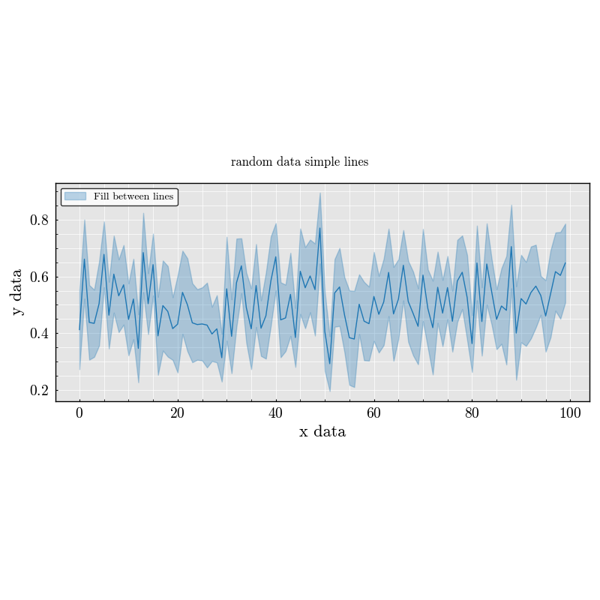 random data simple lines
Fill between lines
0.8
0.6
0.4
0.2
y data
0 20 40 60 80 100
x data